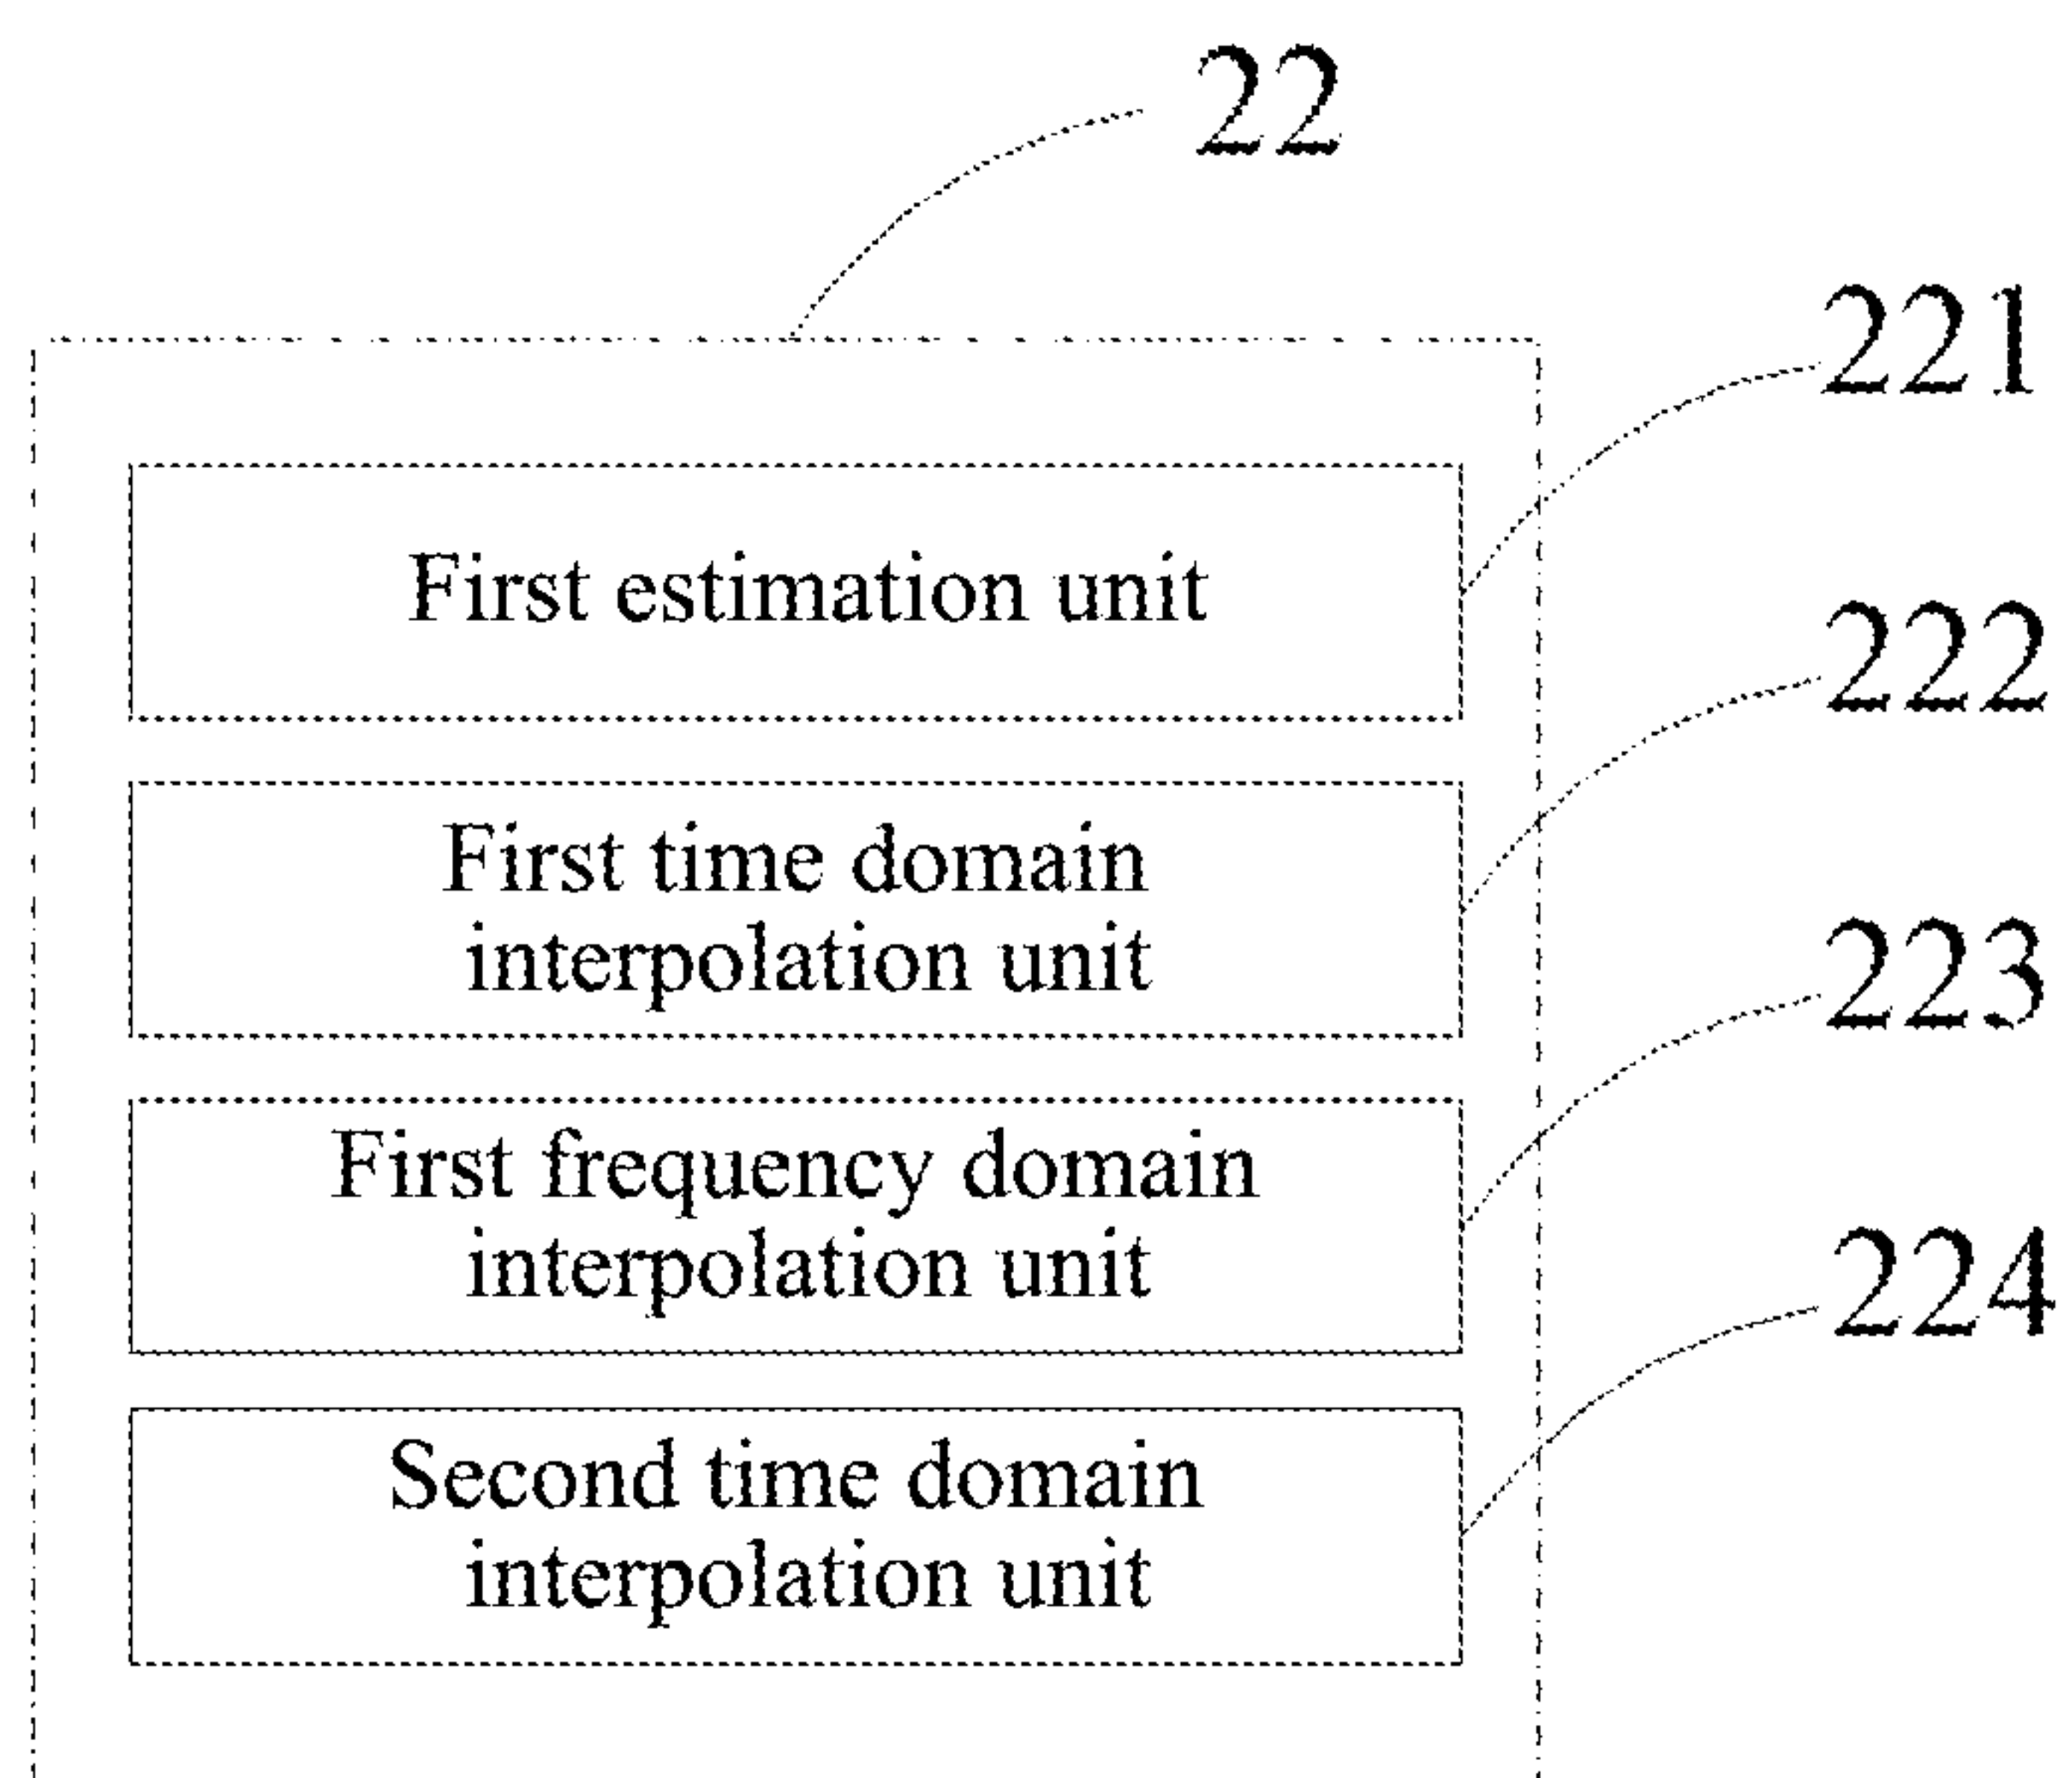 22
221
First estimation unit
222
First time domain
interpolation unit
223
First frequency domain
interpolation unit
224
Second time domain
interpolation unit